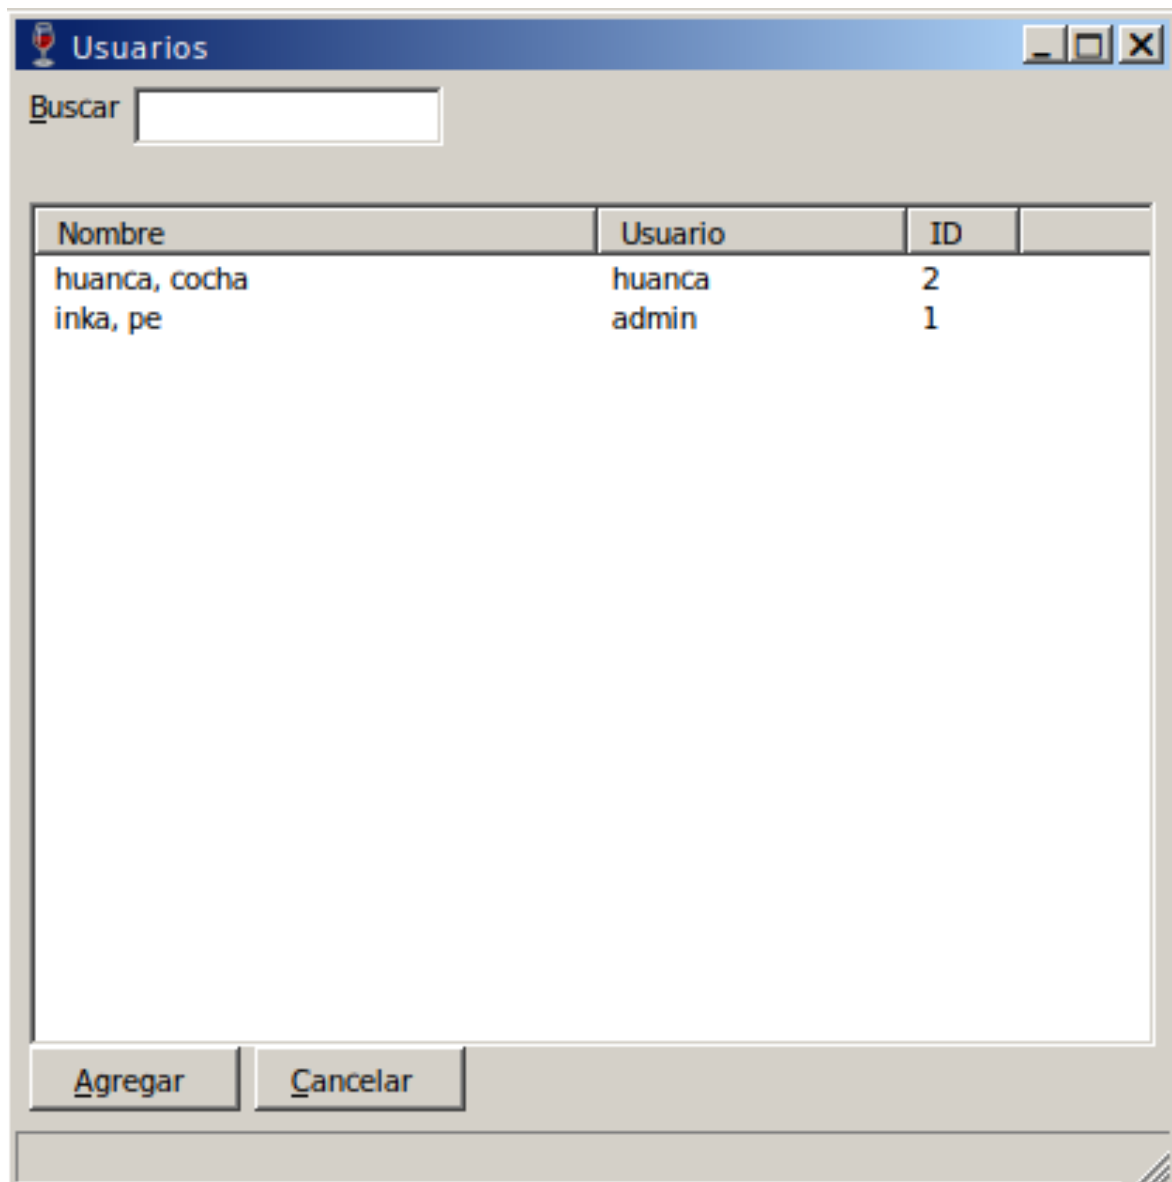 Usuarios
Buscar
Nombre Usuario ID
huanca, cocha huanca 2
inka, pe admin 1
Agregar Cancelar